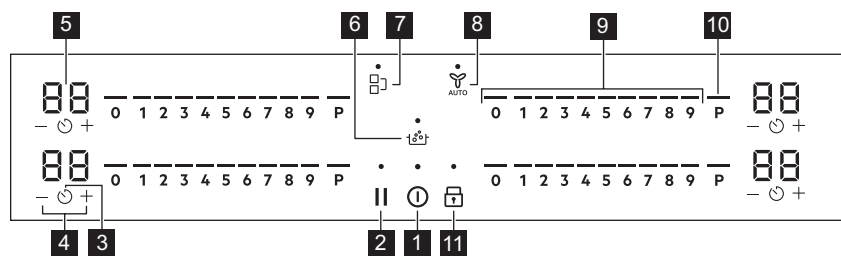 5 6 7 8 9 10
88 AUTO 88
0 1 2 3 4 5 6 7 8 9 P 0 1 2 3 4 5 6 7 8 9 P
− + − +
88 88
0 1 2 3 4 5 6 7 8 9 P 0 1 2 3 4 5 6 7 8 9 P
− + − +
4 3 2 1 11